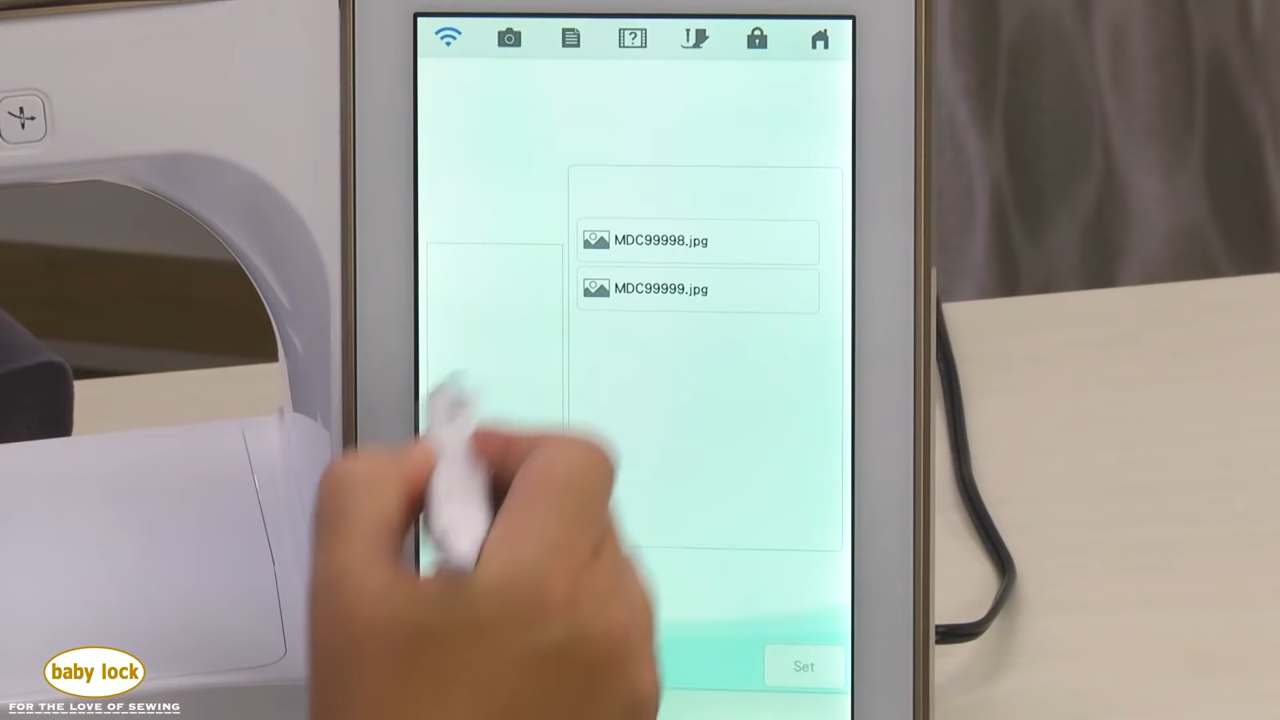 ?
MDC99998.jpg
MDC99999.jpg
Set
baby lock
FOR THE LOVE OF SEWING